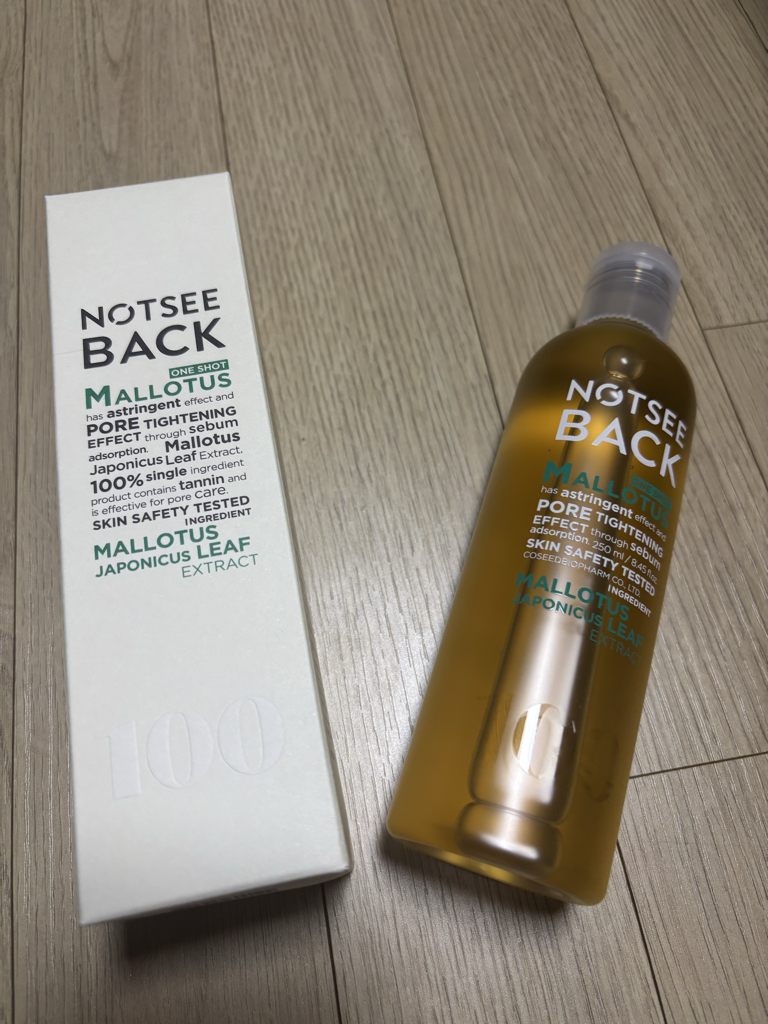 NOTSEE
BACK
ONE SHOT
MALLOTUS
has astringent effect and
PORE TIGHTENING
EFFECT through sebum
adsorption. Mallotus
Japonicus Leaf Extract,
100% single ingredient
product contains tannin and
is effective for pore care.
SKIN SAFETY TESTED
INGREDIENT
MALLOTUS
JAPONICUS LEAF
EXTRACT
100
NOTSEE
BACK
ONE SHOT
MALLOTUS
has astringent effect and
PORE TIGHTENING
EFFECT through sebum
adsorption. 250 ml / 8.45 fl.oz.
SKIN SAFETY TESTED
COSEEDBIOPHARM CO., LTD.
INGREDIENT
MALLOTUS
JAPONICUS LEAF
EXTRACT
100